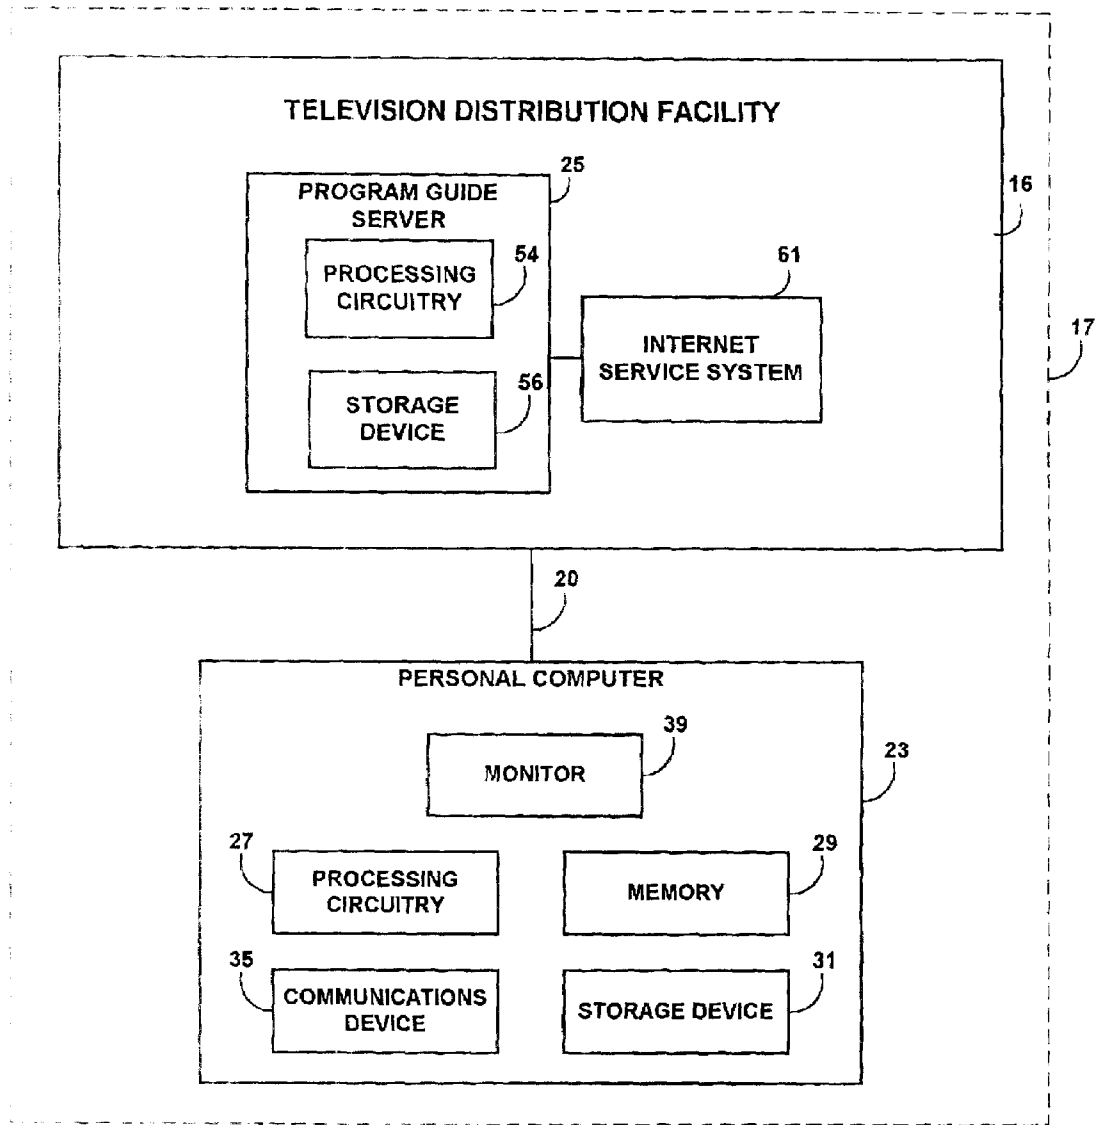 TELEVISION DISTRIBUTION FACILITY
25
PROGRAM GUIDE
SERVER
16
54
PROCESSING
CIRCUITRY
61
INTERNET
SERVICE SYSTEM
17
56
STORAGE
DEVICE
20
PERSONAL COMPUTER
39
MONITOR
23
27
PROCESSING
CIRCUITRY
29
MEMORY
35
COMMUNICATIONS
DEVICE
31
STORAGE DEVICE